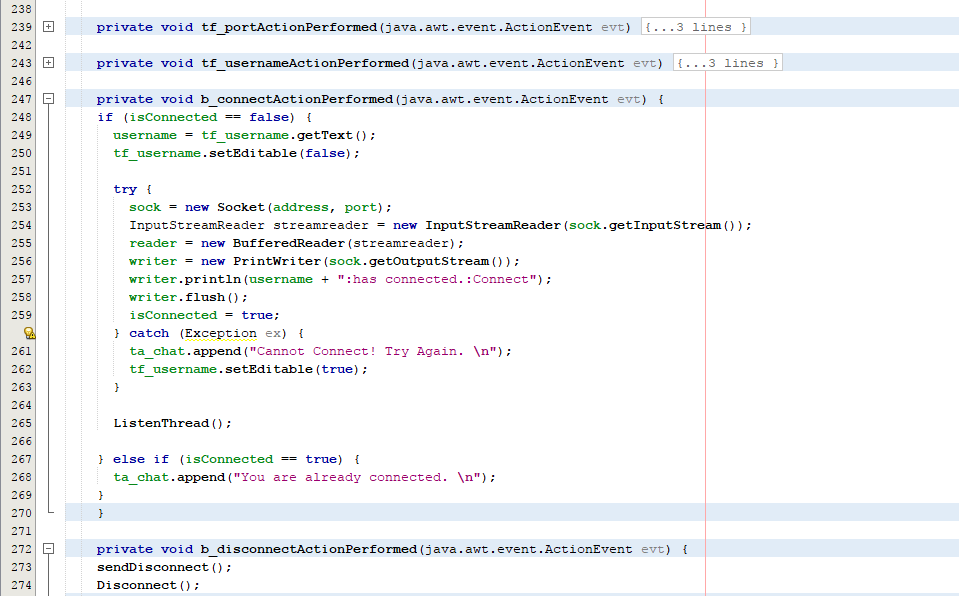 238
239 private void tf_portActionPerformed(java.awt.event.ActionEvent evt) {...3 lines }
242
243 private void tf_usernameActionPerformed(java.awt.event.ActionEvent evt) {...3 lines }
246
247 private void b_connectActionPerformed(java.awt.event.ActionEvent evt) {
248 if (isConnected == false) {
249 username = tf_username.getText();
250 tf_username.setEditable(false);
251
252 try {
253 sock = new Socket(address, port);
254 InputStreamReader streamreader = new InputStreamReader(sock.getInputStream());
255 reader = new BufferedReader(streamreader);
256 writer = new PrintWriter(sock.getOutputStream());
257 writer.println(username + ":has connected.:Connect");
258 writer.flush();
259 isConnected = true;
} catch (Exception ex) {
261 ta_chat.append("Cannot Connect! Try Again. \n");
262 tf_username.setEditable(true);
263 }
264
265 ListenThread();
266
267 } else if (isConnected == true) {
268 ta_chat.append("You are already connected. \n");
269 }
270 }
271
272 private void b_disconnectActionPerformed(java.awt.event.ActionEvent evt) {
273 sendDisconnect();
274 Disconnect();